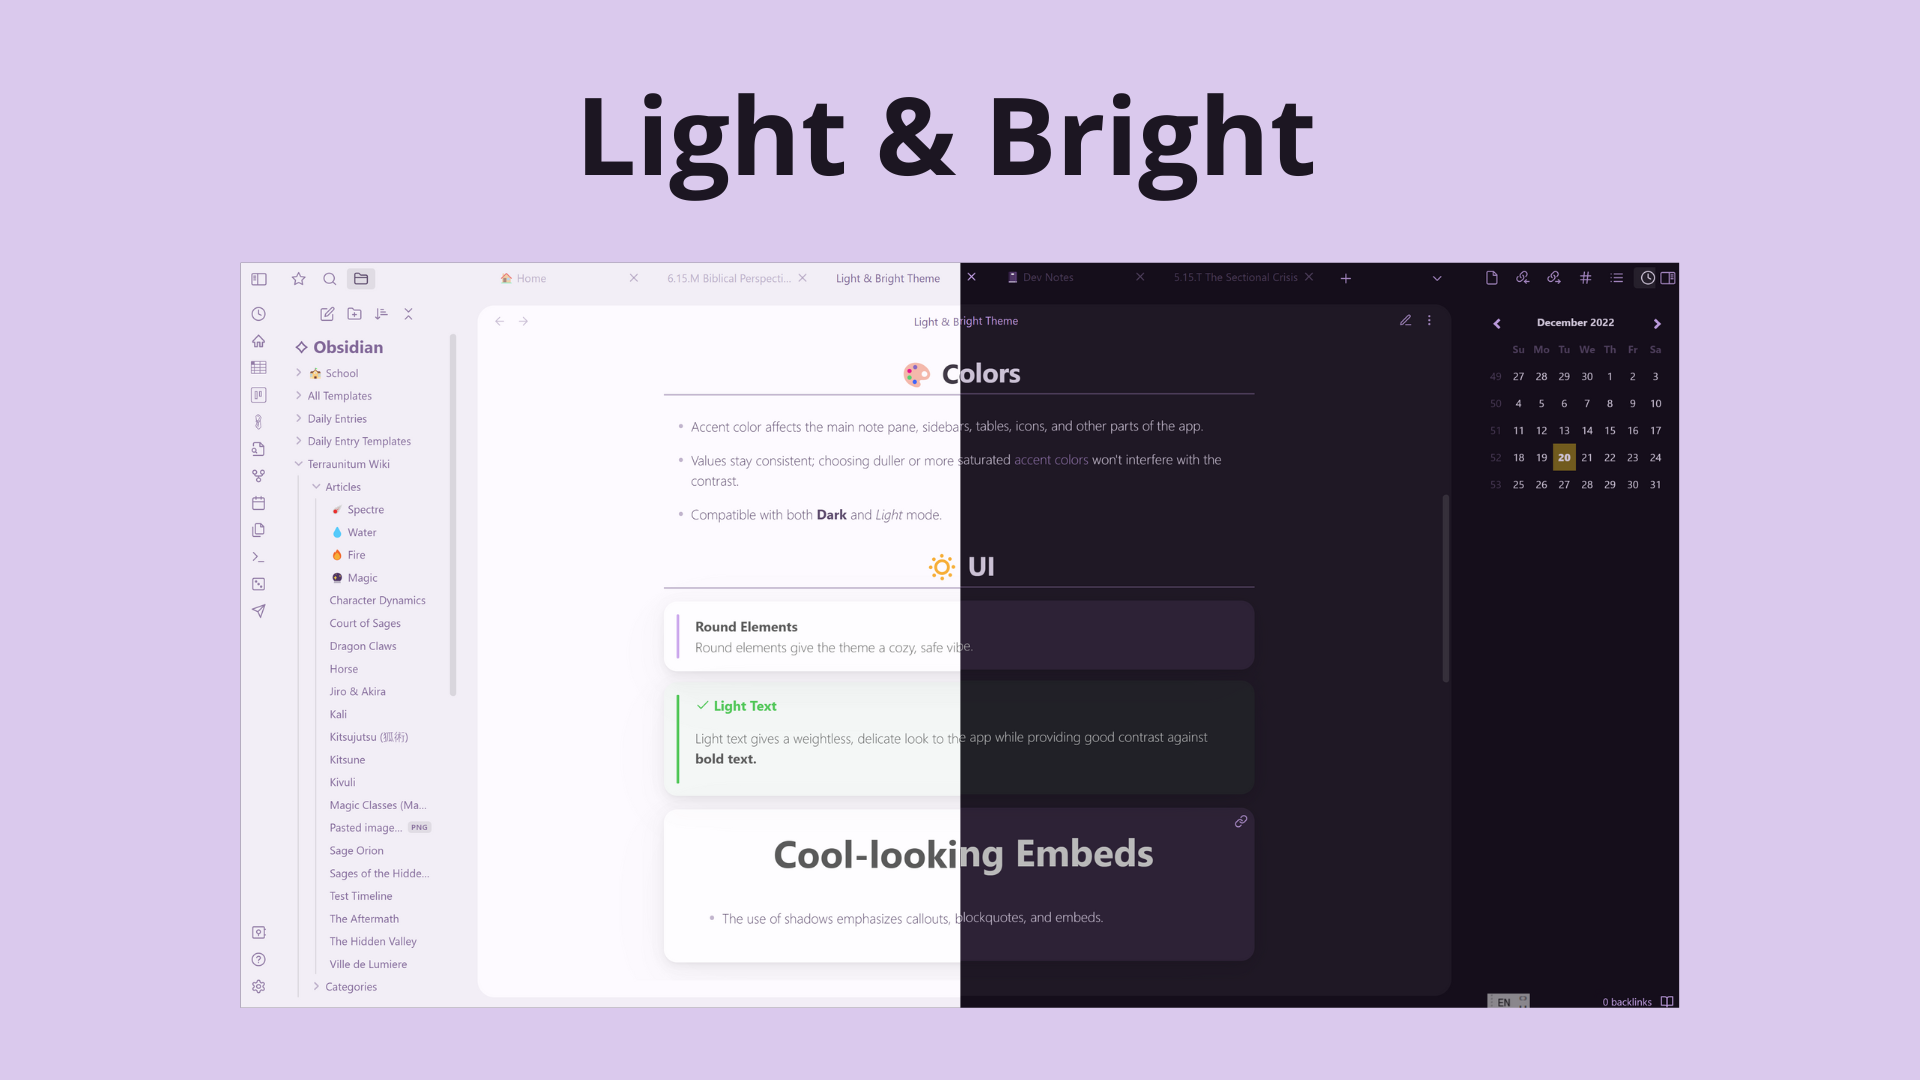 Light & Bright
Home
6.15.M Biblical Perspecti...
Light & Bright Theme
Dev Notes
5.15.T The Sectional Crisis
Obsidian
School
All Templates
Daily Entries
Daily Entry Templates
Terraunitum Wiki
Articles
Spectre
Water
Fire
Magic
Character Dynamics
Court of Sages
Dragon Claws
Horse
Jiro & Akira
Kali
Kitsujutsu (狐術)
Kitsune
Kivuli
Magic Classes (Ma...
Pasted image... PNG
Sage Orion
Sages of the Hidde...
Test Timeline
The Aftermath
The Hidden Valley
Ville de Lumiere
Categories
Light & Bright Theme
Colors
Accent color affects the main note pane, sidebars, tables, icons, and other parts of the app.
Values stay consistent; choosing duller or more saturated accent colors won't interfere with the
contrast.
Compatible with both Dark and Light mode.
UI
Round Elements
Round elements give the theme a cozy, safe vibe.
Light Text
Light text gives a weightless, delicate look to the app while providing good contrast against
bold text.
Cool-looking Embeds
The use of shadows emphasizes callouts, blockquotes, and embeds.
December 2022
Su Mo Tu We Th Fr Sa
49 27 28 29 30 1 2 3
50 4 5 6 7 8 9 10
51 11 12 13 14 15 16 17
52 18 19 20 21 22 23 24
53 25 26 27 28 29 30 31
EN
0 backlinks